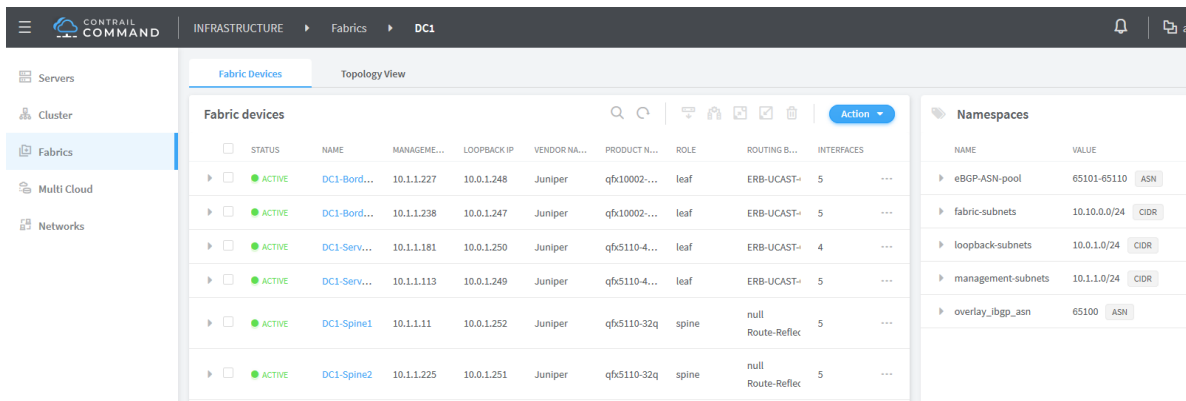 CONTRAIL
COMMAND
INFRASTRUCTURE Fabrics DC1
Servers
Cluster
Fabrics
Multi Cloud
Networks
Fabric Devices Topology View
Fabric devices
Action
STATUS NAME MANAGEME... LOOPBACK IP VENDOR NA... PRODUCT N... ROLE ROUTING B... INTERFACES
ACTIVE DC1-Bord... 10.1.1.227 10.0.1.248 Juniper qfx10002-... leaf ERB-UCAST- 5 ---
ACTIVE DC1-Bord... 10.1.1.238 10.0.1.247 Juniper qfx10002-... leaf ERB-UCAST- 5 ---
ACTIVE DC1-Serv... 10.1.1.181 10.0.1.250 Juniper qfx5110-4... leaf ERB-UCAST- 4 ---
ACTIVE DC1-Serv... 10.1.1.113 10.0.1.249 Juniper qfx5110-4... leaf ERB-UCAST- 5 ---
ACTIVE DC1-Spine1 10.1.1.11 10.0.1.252 Juniper qfx5110-32q spine null 5 ---
Route-Reflec
ACTIVE DC1-Spine2 10.1.1.225 10.0.1.251 Juniper qfx5110-32q spine null 5 ---
Route-Reflec
Namespaces
NAME VALUE
eBGP-ASN-pool 65101-65110 ASN
fabric-subnets 10.10.0.0/24 CIDR
loopback-subnets 10.0.1.0/24 CIDR
management-subnets 10.1.1.0/24 CIDR
overlay_ibgp_asn 65100 ASN